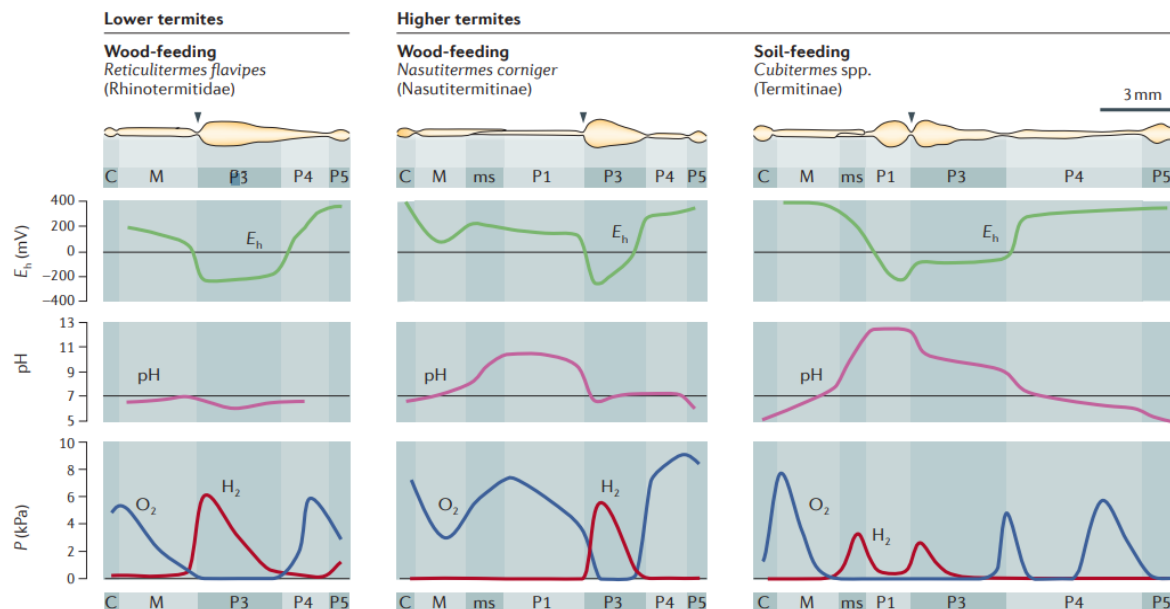 Lower termites
Higher termites
Wood-feeding
Reticulitermes flavipes
(Rhinotermitidae)
Wood-feeding
Nasutitermes corniger
(Nasutitermitinae)
Soil-feeding
Cubitermes spp.
(Termitinae)
3 mm
C M P3 P4 P5
C M ms P1 P3 P4 P5
C M ms P1 P3 P4 P5
Eh (mV)
400
200
0
−200
−400
Eh
Eh
Eh
pH
13
11
9
7
5
pH
pH
pH
P (kPa)
10
8
6
4
2
0
O2
H2
O2
H2
O2
H2
C M P3 P4 P5
C M ms P1 P3 P4 P5
C M ms P1 P3 P4 P5